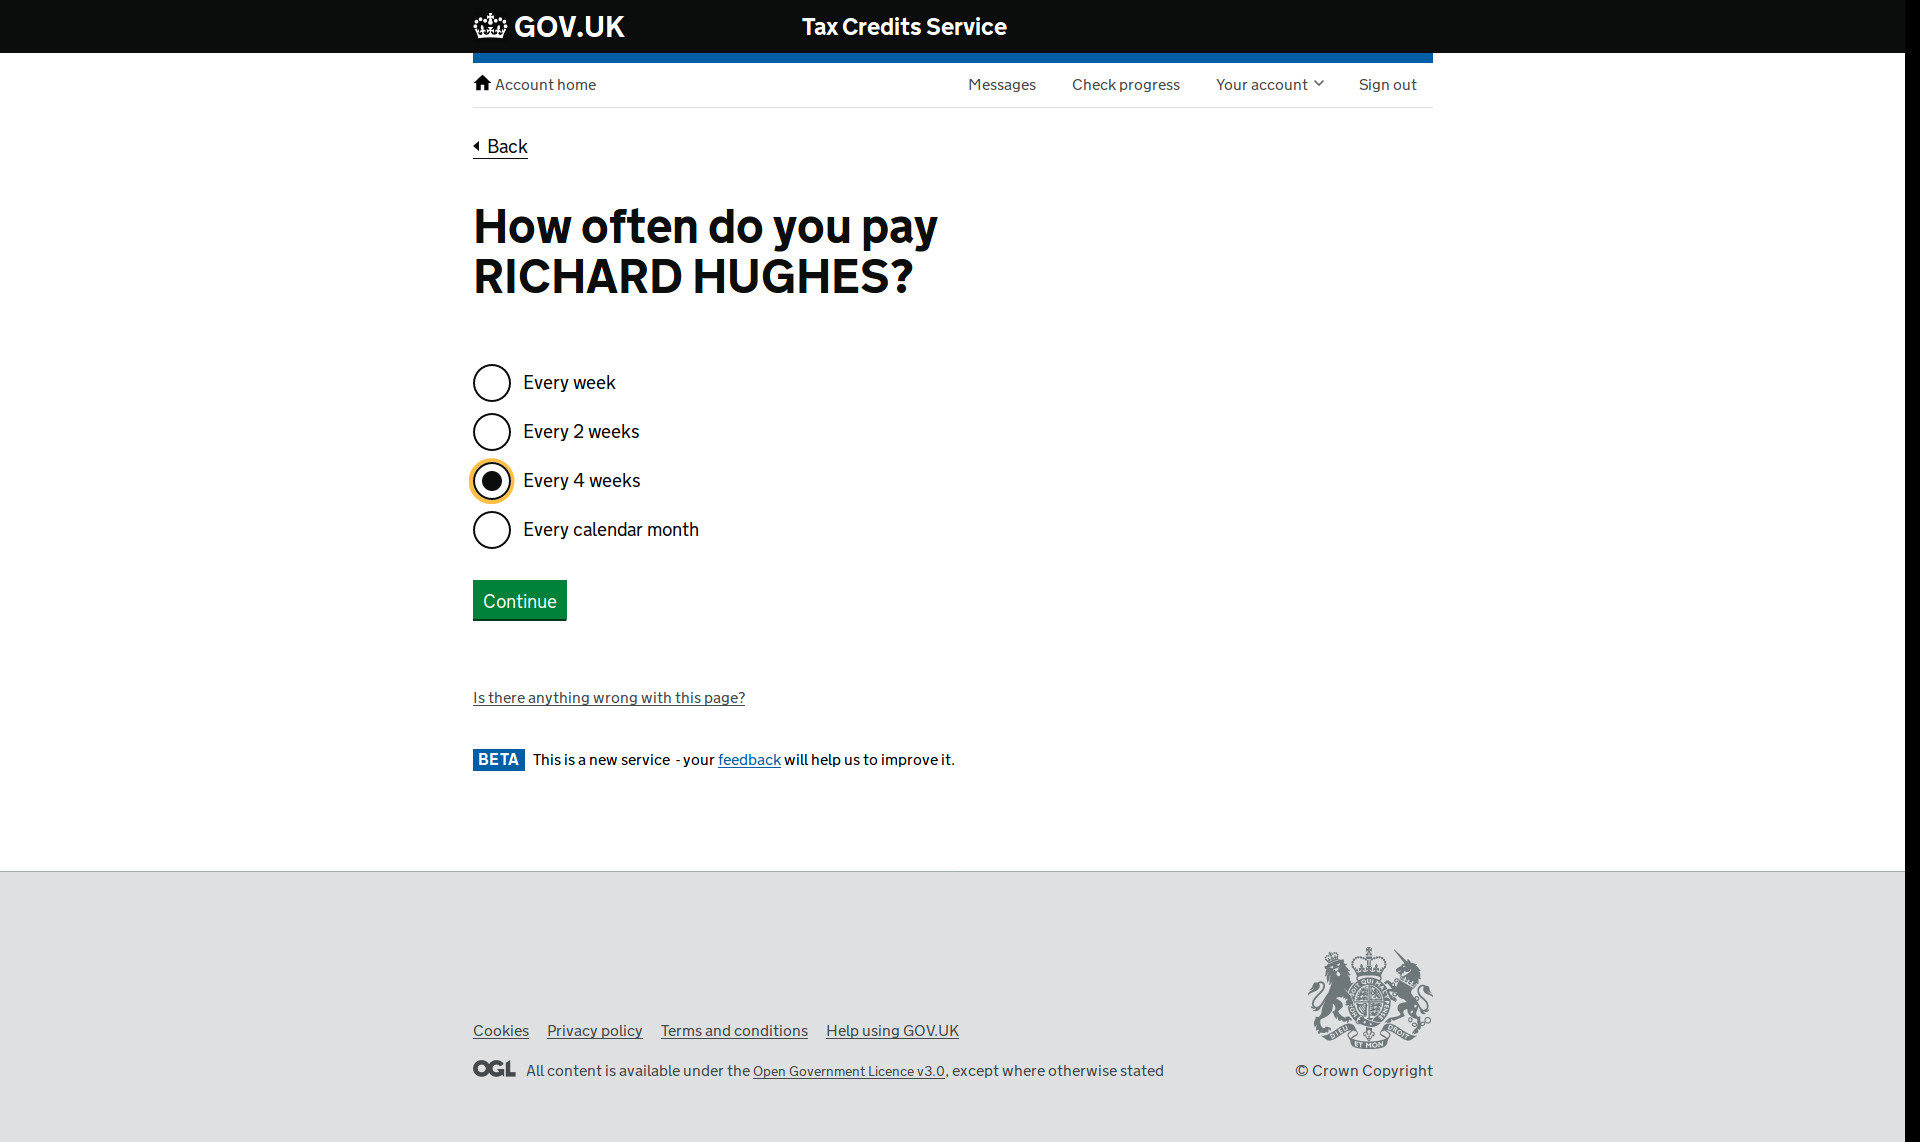 GOV.UK
Tax Credits Service
Account home
Messages
Check progress
Your account
Sign out
Back
How often do you pay
RICHARD HUGHES?
Every week
Every 2 weeks
Every 4 weeks
Every calendar month
Continue
Is there anything wrong with this page?
BETA This is a new service - your feedback will help us to improve it.
Cookies Privacy policy Terms and conditions Help using GOV.UK
OGL All content is available under the Open Government Licence v3.0, except where otherwise stated
DIEU ET MON DROIT
© Crown Copyright